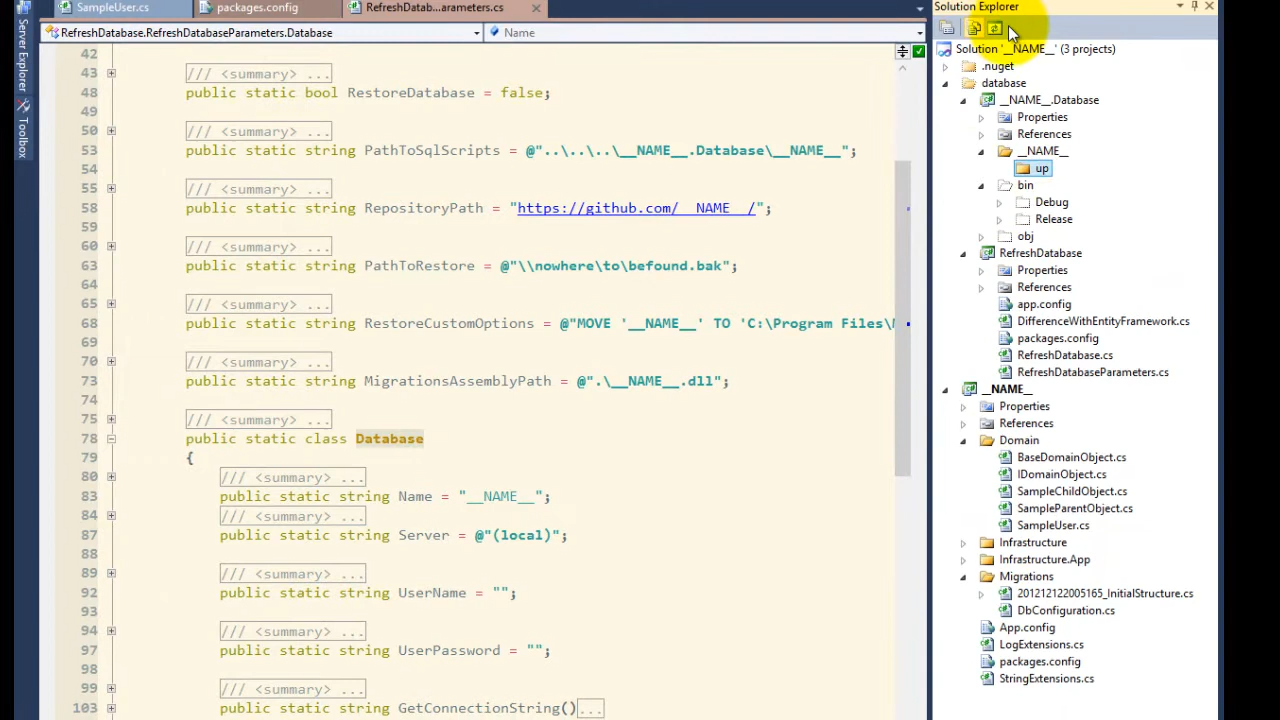 SampleUser.cs
packages.config
RefreshDatab...arameters.cs
Solution Explorer
Server Explorer
Toolbox
RefreshDatabase.RefreshDatabaseParameters.Database
Name
42
43 /// <summary> ...
48 public static bool RestoreDatabase = false;
49
50 /// <summary> ...
53 public static string PathToSqlScripts = @"..\..\..\__NAME__.Database\__NAME__";
54
55 /// <summary> ...
58 public static string RepositoryPath = "https://github.com/__NAME__/";
59
60 /// <summary> ...
63 public static string PathToRestore = @"\\nowhere\to\befound.bak";
64
65 /// <summary> ...
68 public static string RestoreCustomOptions = @"MOVE '__NAME__' TO 'C:\Program Files\
69
70 /// <summary> ...
73 public static string MigrationsAssemblyPath = @".\__NAME__.dll";
74
75 /// <summary> ...
78 public static class Database
79 {
80 /// <summary> ...
83 public static string Name = "__NAME__";
84 /// <summary> ...
87 public static string Server = @"(local)";
88
89 /// <summary> ...
92 public static string UserName = "";
93
94 /// <summary> ...
97 public static string UserPassword = "";
98
99 /// <summary> ...
103 public static string GetConnectionString()...
Solution '__NAME__' (3 projects)
.nuget
database
__NAME__.Database
Properties
References
__NAME__
up
bin
Debug
Release
obj
RefreshDatabase
Properties
References
app.config
DifferenceWithEntityFramework.cs
packages.config
RefreshDatabase.cs
RefreshDatabaseParameters.cs
__NAME__
Properties
References
Domain
BaseDomainObject.cs
IDomainObject.cs
SampleChildObject.cs
SampleParentObject.cs
SampleUser.cs
Infrastructure
Infrastructure.App
Migrations
201212122005165_InitialStructure.cs
DbConfiguration.cs
App.config
LogExtensions.cs
packages.config
StringExtensions.cs